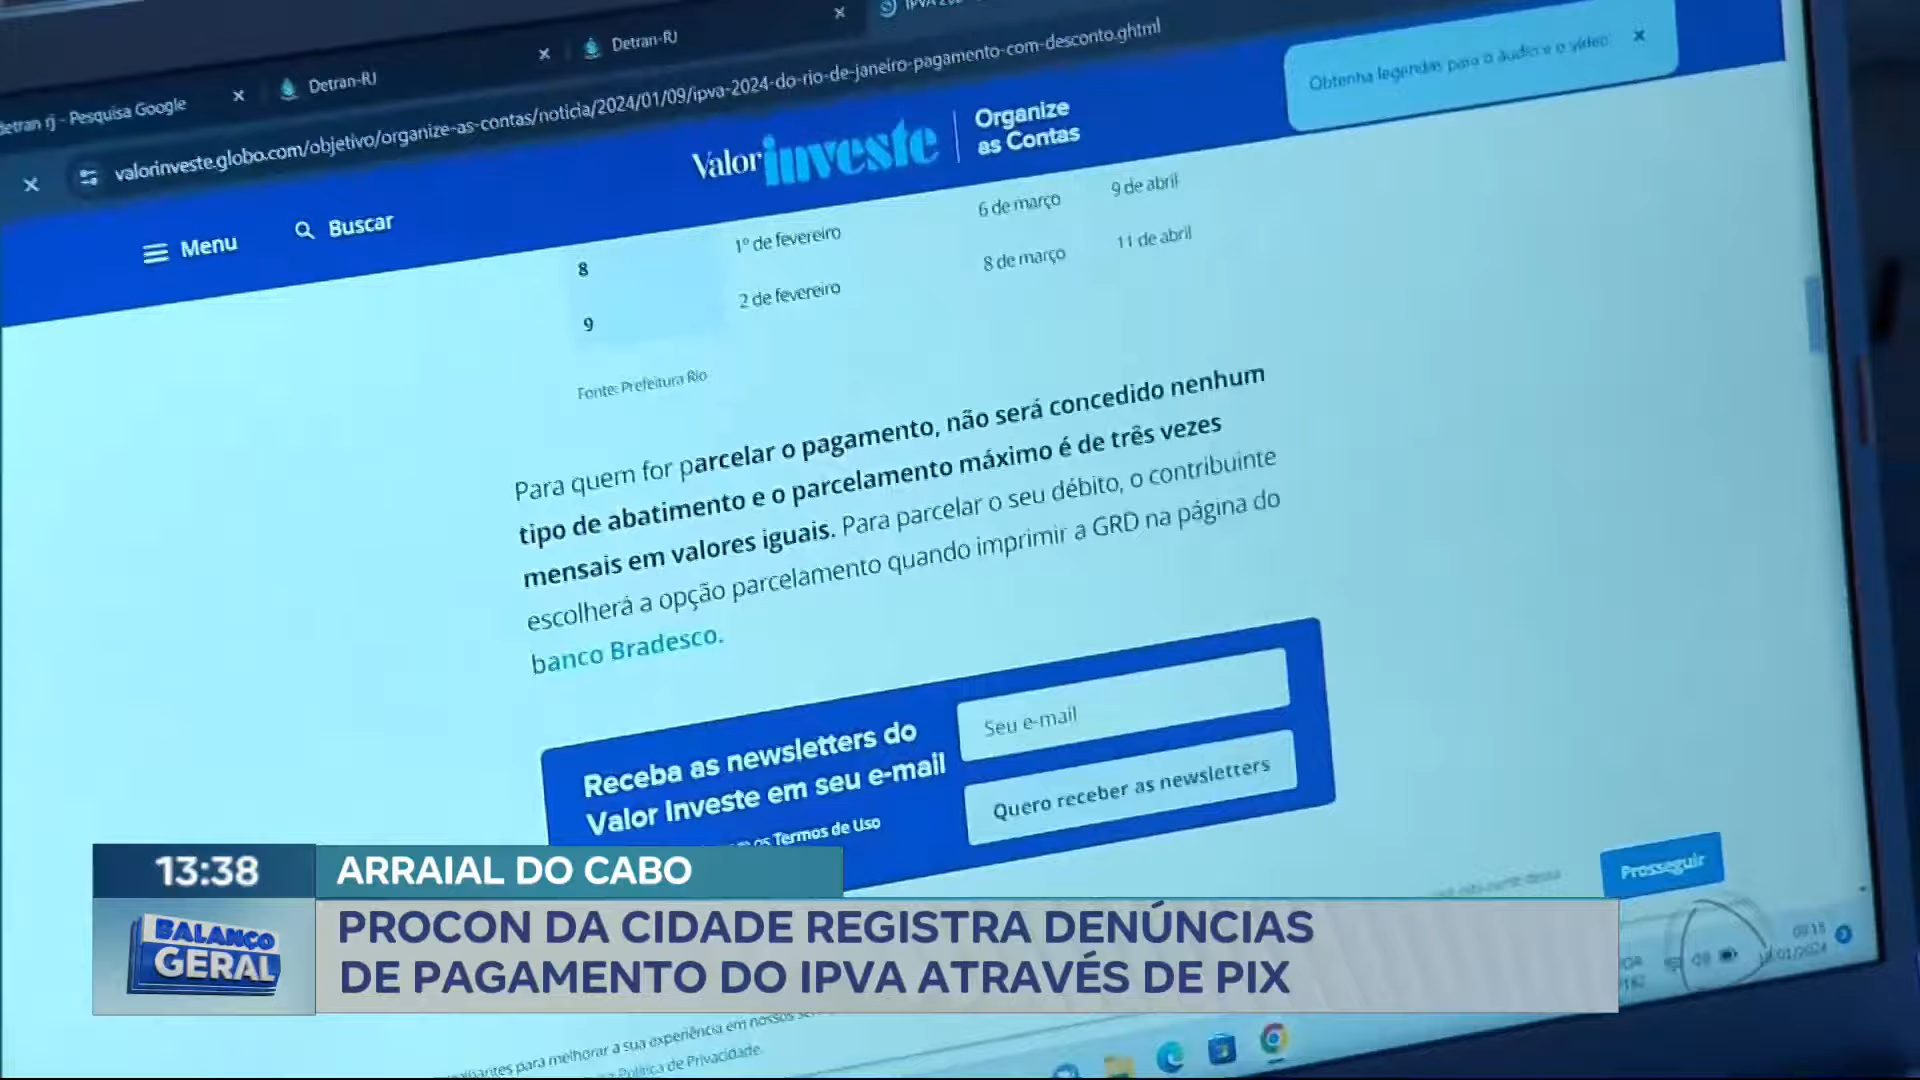 detran rj - Pesquisa Google
Detran-RJ
Detran-RJ
valorinveste.globo.com/objetivo/organize-as-contas/noticia/2024/01/09/ipva-2024-do-rio-de-janeiro-pagamento-com-desconto.ghtml
Obtenha legendas para o áudio e o vídeo
Menu
Buscar
Valor investe
Organize
as Contas
8
1º de fevereiro
6 de março
9 de abril
9
2 de fevereiro
8 de março
11 de abril
Fonte: Prefeitura Rio
Para quem for parcelar o pagamento, não será concedido nenhum
tipo de abatimento e o parcelamento máximo é de três vezes
mensais em valores iguais. Para parcelar o seu débito, o contribuinte
escolherá a opção parcelamento quando imprimir a GRD na página do
banco Bradesco.
Receba as newsletters do
Valor Investe em seu e-mail
os Termos de Uso
Seu e-mail
Quero receber as newsletters
Prosseguir
13:38
ARRAIAL DO CABO
BALANÇO
GERAL
PROCON DA CIDADE REGISTRA DENÚNCIAS
DE PAGAMENTO DO IPVA ATRAVÉS DE PIX
para melhorar a sua experiência em nossos
Política de Privacidade.